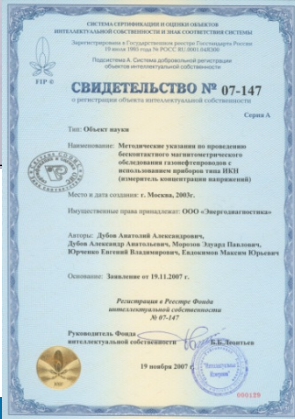 СИСТЕМА СЕРТИФИКАЦИИ И ОЦЕНКИ ОБЪЕКТОВ
ИНТЕЛЛЕКТУАЛЬНОЙ СОБСТВЕННОСТИ И ЗНАК СООТВЕТСТВИЯ СИСТЕМЫ
Зарегистрирована в Государственном реестре Госстандарта России
Подсистема А. Система добровольной регистрации
объектов интеллектуальной собственности
FIP ®
СВИДЕТЕЛЬСТВО № 07-147
о регистрации объекта интеллектуальной собственности
Серия А
Тип: Объект науки
Наименование: Методические указания по проведению
бесконтактного магнитометрического
обследования газонефтепроводов с
использованием приборов типа ИКН
(измеритель концентрации напряжений)
Место и дата создания: г. Москва, 2003г.
Имущественные права принадлежат: ООО «Энергодиагностика»
Авторы: Дубов Анатолий Александрович,
Дубов Александр Анатольевич, Морозов Эдуард Павлович,
Юрченко Евгений Владимирович, Евдокимов Максим Юрьевич
Основание: Заявление от 19.11.2007 г.
Регистрация в Реестре Фонда
интеллектуальной собственности
№ 07-147
Руководитель Фонда
интеллектуальной собственности В.Б.Леонтьев
19 ноября 2007 г.
FIP
000129